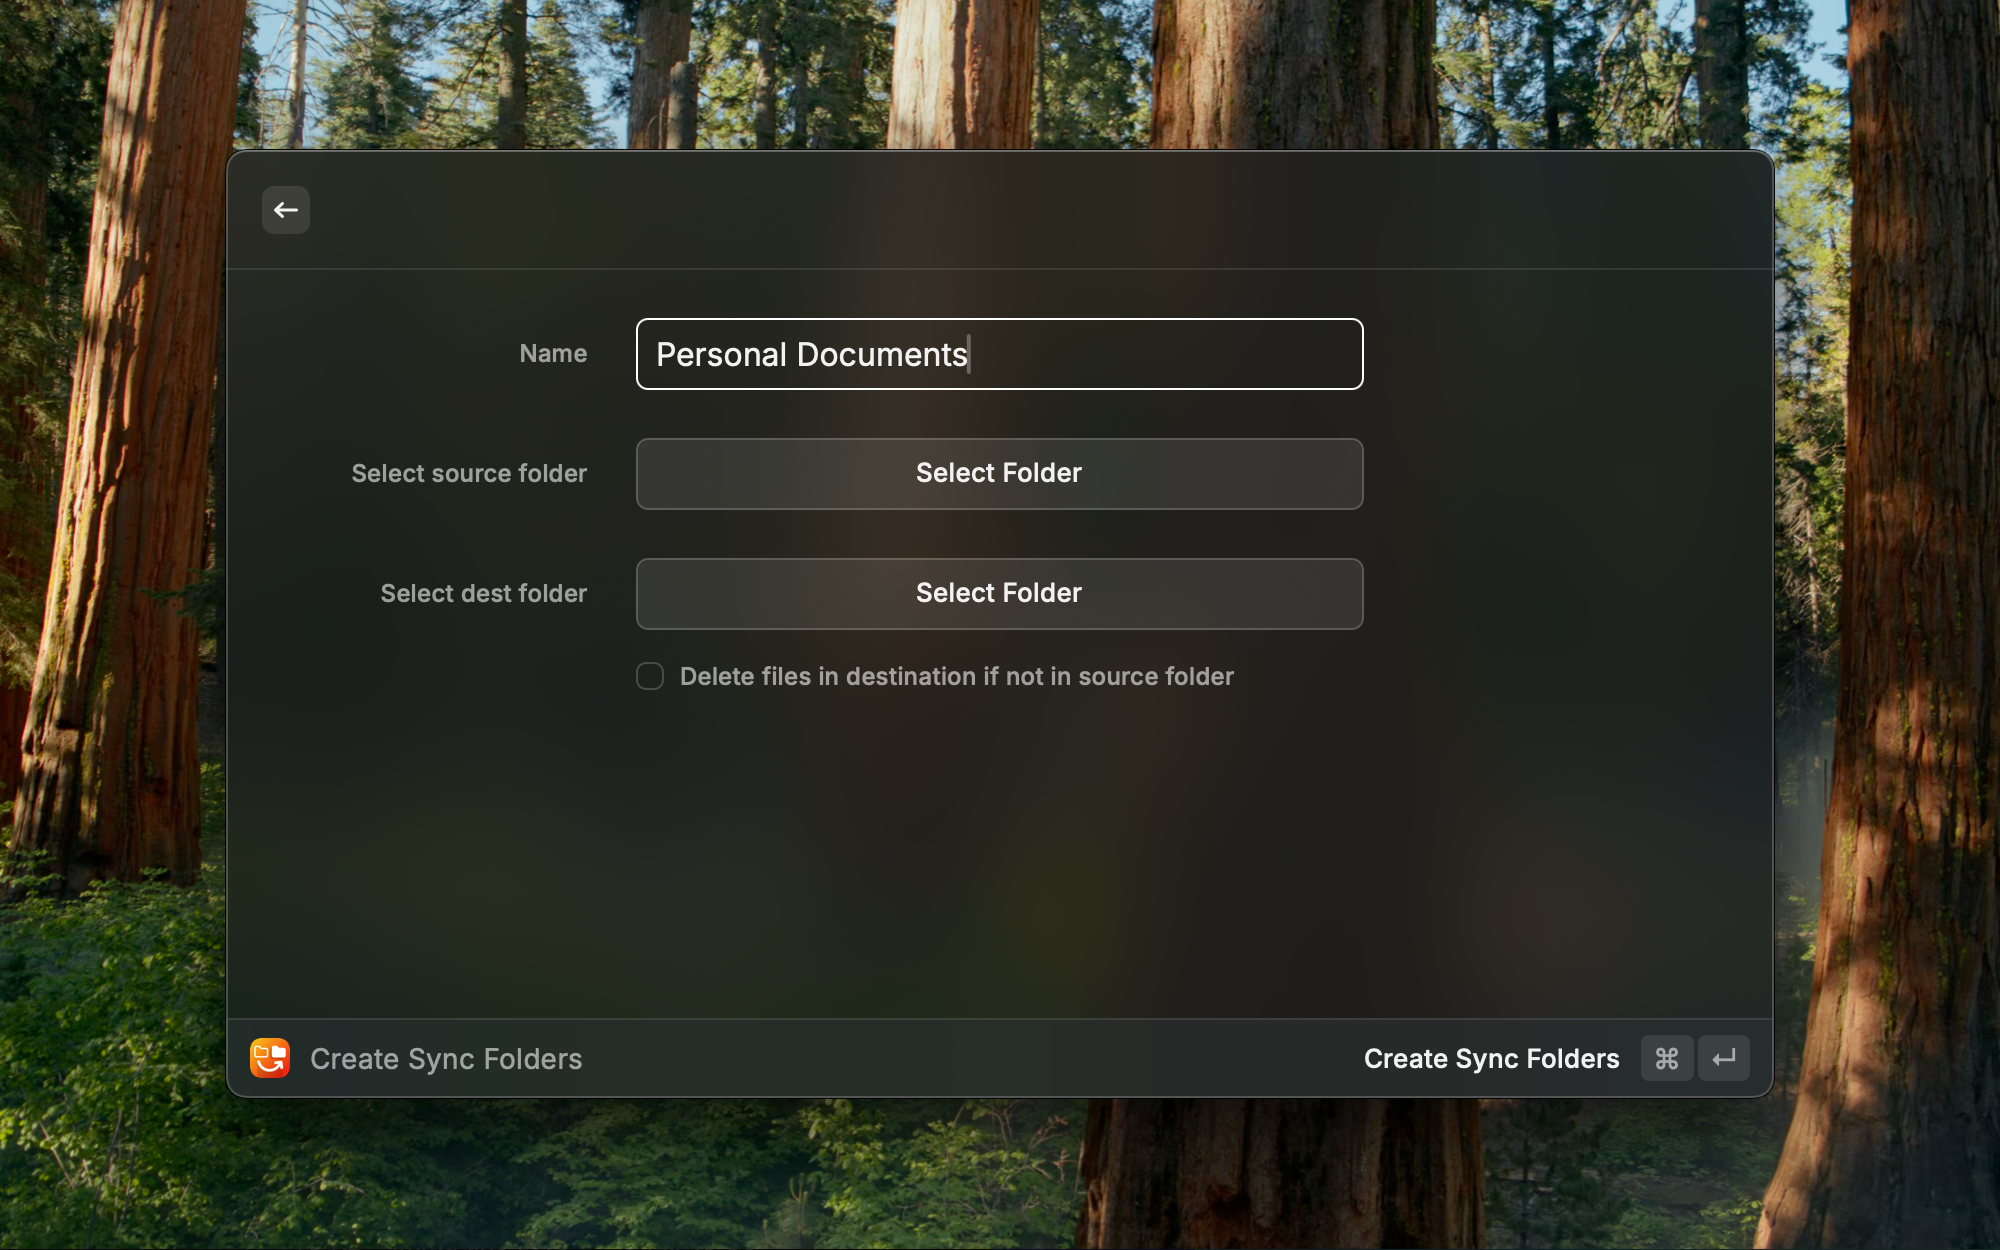 Name
Personal Documents
Select source folder
Select Folder
Select dest folder
Select Folder
Delete files in destination if not in source folder
Create Sync Folders
Create Sync Folders ⌘ ↵